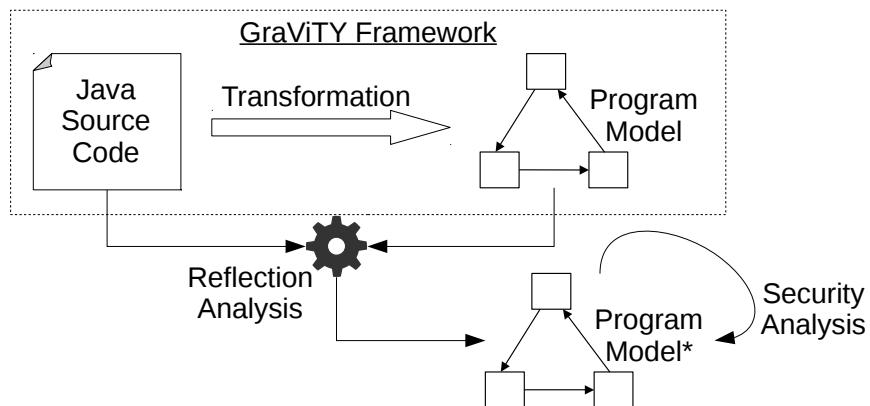 GraViTY Framework
Java
Source
Code
Transformation
Program
Model
Reflection
Analysis
Program
Model*
Security
Analysis